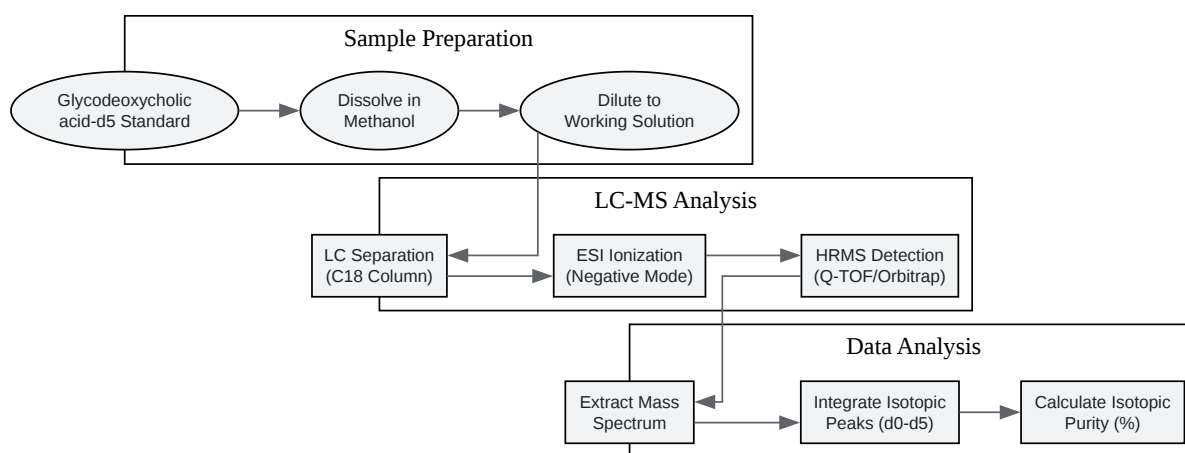 Sample Preparation
Glycodeoxycholic
acid-d5 Standard
Dissolve in
Methanol
Dilute to
Working Solution
LC-MS Analysis
LC Separation
(C18 Column)
ESI Ionization
(Negative Mode)
HRMS Detection
(Q-TOF/Orbitrap)
Data Analysis
Extract Mass
Spectrum
Integrate Isotopic
Peaks (d0-d5)
Calculate Isotopic
Purity (%)